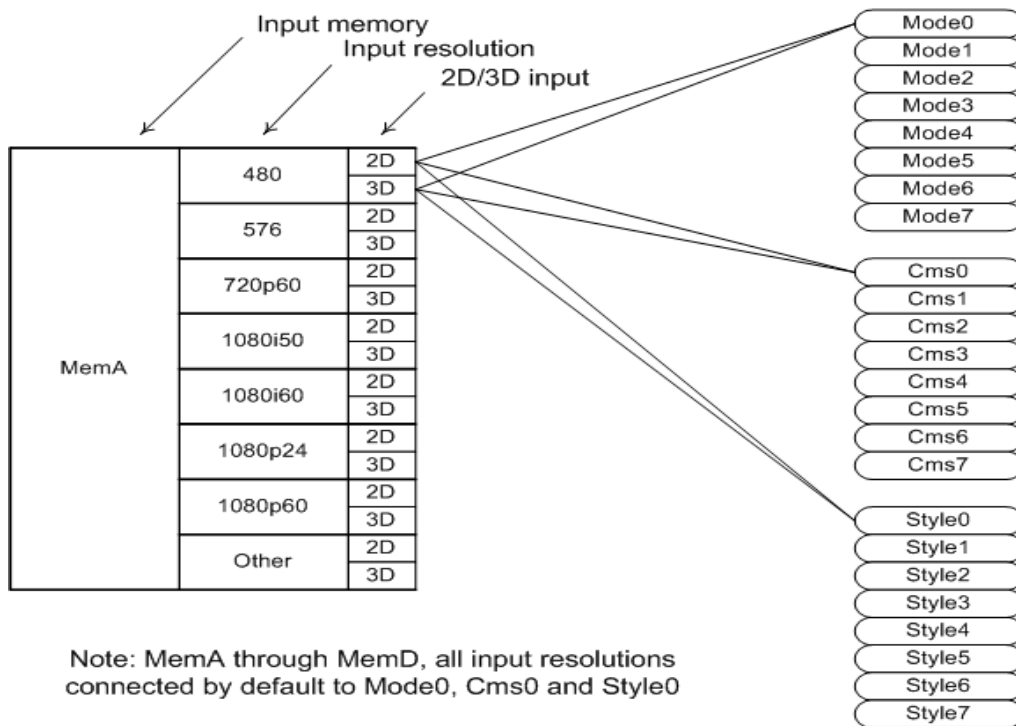 Input memory
Input resolution
2D/3D input
MemA
480
2D
3D
576
2D
3D
720p60
2D
3D
1080i50
2D
3D
1080i60
2D
3D
1080p24
2D
3D
1080p60
2D
3D
Other
2D
3D
Mode0
Mode1
Mode2
Mode3
Mode4
Mode5
Mode6
Mode7
Cms0
Cms1
Cms2
Cms3
Cms4
Cms5
Cms6
Cms7
Style0
Style1
Style2
Style3
Style4
Style5
Style6
Style7
Note: MemA through MemD, all input resolutions
connected by default to Mode0, Cms0 and Style0